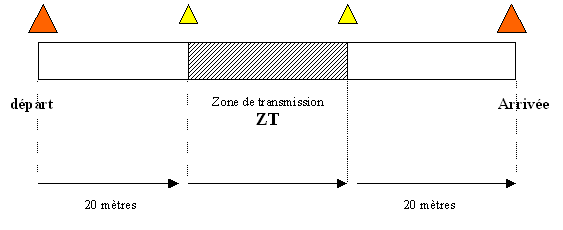 départ
Zone de transmission
ZT
Arrivée
20 mètres
20 mètres